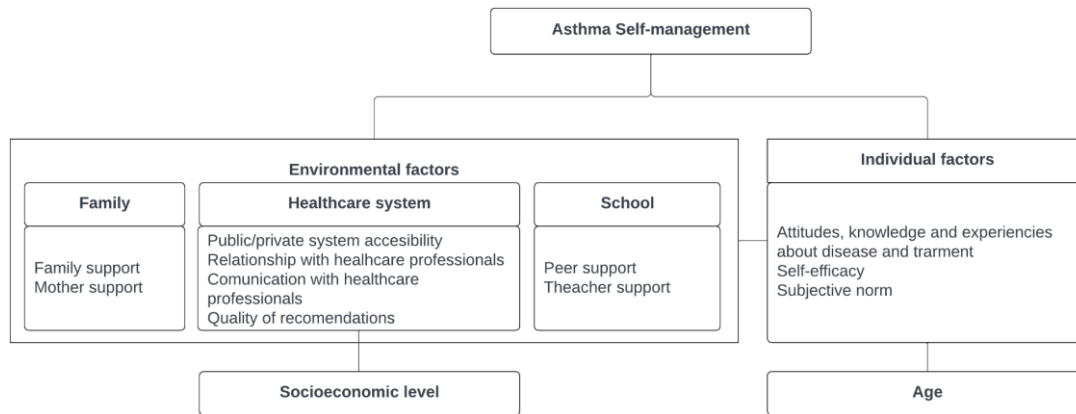 Asthma Self-management
Environmental factors
Family
Family support
Mother support
Healthcare system
Public/private system accesibility
Relationship with healhcare professionals
Comunication with healthcare
professionals
Quality of recomendations
School
Peer support
Theacher support
Individual factors
Attitudes, knowledge and experiencies
about disease and trarment
Self-efficacy
Subjective norm
Socioeconomic level
Age